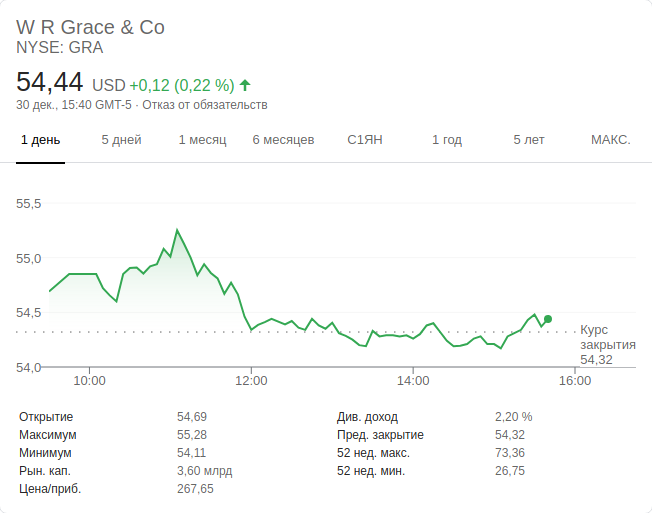 W R Grace & Co
NYSE: GRA
54,44 USD +0,12 (0,22 %)
30 дек., 15:40 GMT-5 · Отказ от обязательств
1 день 5 дней 1 месяц 6 месяцев С1ЯН 1 год 5 лет МАКС.
55,5
55,0
54,5
54,0
Курс
закрытия
54,32
10:00 12:00 14:00 16:00
Открытие 54,69 Див. доход 2,20 %
Максимум 55,28 Пред. закрытие 54,32
Минимум 54,11 52 нед. макс. 73,36
Рын. кап. 3,60 млрд 52 нед. мин. 26,75
Цена/приб. 267,65